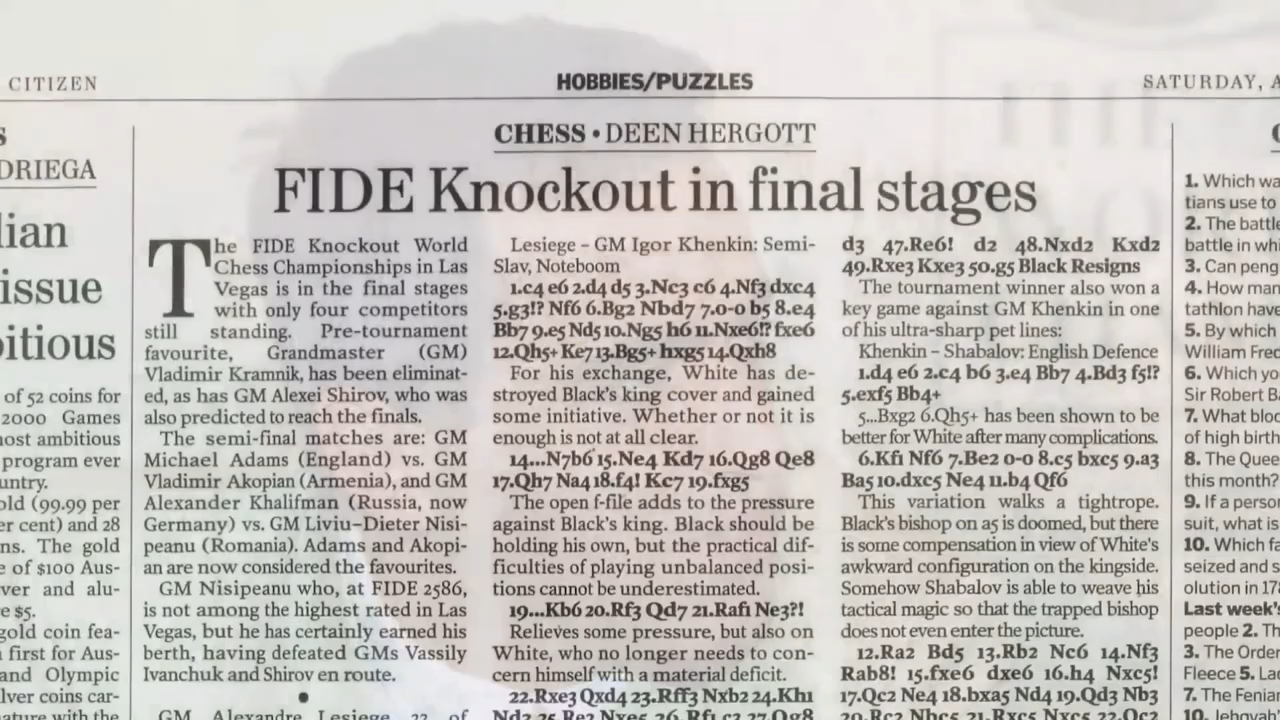 CITIZEN
HOBBIES/PUZZLES
SATURDAY, A
S
DRIEGA
lian
issue
bitious
of 52 coins for
2000 Games
most ambitious
program ever
untry.
old (99.99 per
er cent) and 28
ns. The gold
e of $100 Aus-
ver and alu-
e $5.
gold coin fea-
first for Aus-
and Olympic
lver coins car-
CHESS • DEEN HERGOTT
FIDE Knockout in final stages
The FIDE Knockout World
Chess Championships in Las
Vegas is in the final stages
with only four competitors
still standing. Pre-tournament
favourite, Grandmaster (GM)
Vladimir Kramnik, has been eliminat-
ed, as has GM Alexei Shirov, who was
also predicted to reach the finals.
The semi-final matches are: GM
Michael Adams (England) vs. GM
Vladimir Akopian (Armenia), and GM
Alexander Khalifman (Russia, now
Germany) vs. GM Liviu-Dieter Nisi-
peanu (Romania). Adams and Akopi-
an are now considered the favourites.
GM Nisipeanu who, at FIDE 2586,
is not among the highest rated in Las
Vegas, but he has certainly earned his
berth, having defeated GMs Vassily
Ivanchuk and Shirov en route.
•
GM Alexandre Lesiege, 23, of
Lesiege – GM Igor Khenkin: Semi-
Slav, Noteboom
1.c4 e6 2.d4 d5 3.Nc3 c6 4.Nf3 dxc4
5.g3!? Nf6 6.Bg2 Nbd7 7.0-0 b5 8.e4
Bb7 9.e5 Nd5 10.Ng5 h6 11.Nxe6!? fxe6
12.Qh5+ Ke7 13.Bg5+ hxg5 14.Qxh8
For his exchange, White has de-
stroyed Black's king cover and gained
some initiative. Whether or not it is
enough is not at all clear.
14...N7b6 15.Ne4 Kd7 16.Qg8 Qe8
17.Qh7 Na4 18.f4! Kc7 19.fxg5
The open f-file adds to the pressure
against Black's king. Black should be
holding his own, but the practical dif-
ficulties of playing unbalanced posi-
tions cannot be underestimated.
19...Kb6 20.Rf3 Qd7 21.Raf1 Ne3?!
Relieves some pressure, but also on
White, who no longer needs to con-
cern himself with a material deficit.
22.Rxe3 Qxd4 23.Rff3 Nxb2 24.Kh1
d3 47.Re6! d2 48.Nxd2 Kxd2
49.Rxe3 Kxe3 50.g5 Black Resigns
The tournament winner also won a
key game against GM Khenkin in one
of his ultra-sharp pet lines:
Khenkin – Shabalov: English Defence
1.d4 e6 2.c4 b6 3.e4 Bb7 4.Bd3 f5!?
5.exf5 Bb4+
5...Bxg2 6.Qh5+ has been shown to be
better for White after many complications.
6.Kf1 Nf6 7.Be2 0-0 8.c5 bxc5 9.a3
Ba5 10.dxc5 Ne4 11.b4 Qf6
This variation walks a tightrope.
Black's bishop on a5 is doomed, but there
is some compensation in view of White's
awkward configuration on the kingside.
Somehow Shabalov is able to weave his
tactical magic so that the trapped bishop
does not even enter the picture.
12.Ra2 Bd5 13.Rb2 Nc6 14.Nf3
Rab8! 15.fxe6 dxe6 16.h4 Nxc5!
17.Qc2 Ne4 18.bxa5 Nd4 19.Qd3 Nb3
1. Which wa
tians use to
2. The battle
battle in whi
3. Can peng
4. How man
tathlon have
5. By which
William Fred
6. Which yo
Sir Robert B
7. What bloo
of high birth
8. The Quee
this month?
9. If a perso
suit, what is
10. Which fa
seized and s
olution in 17
Last week's
people 2. Th
3. The Order
Fleece 5. Lad
7. The Fenia
10. Jehovah